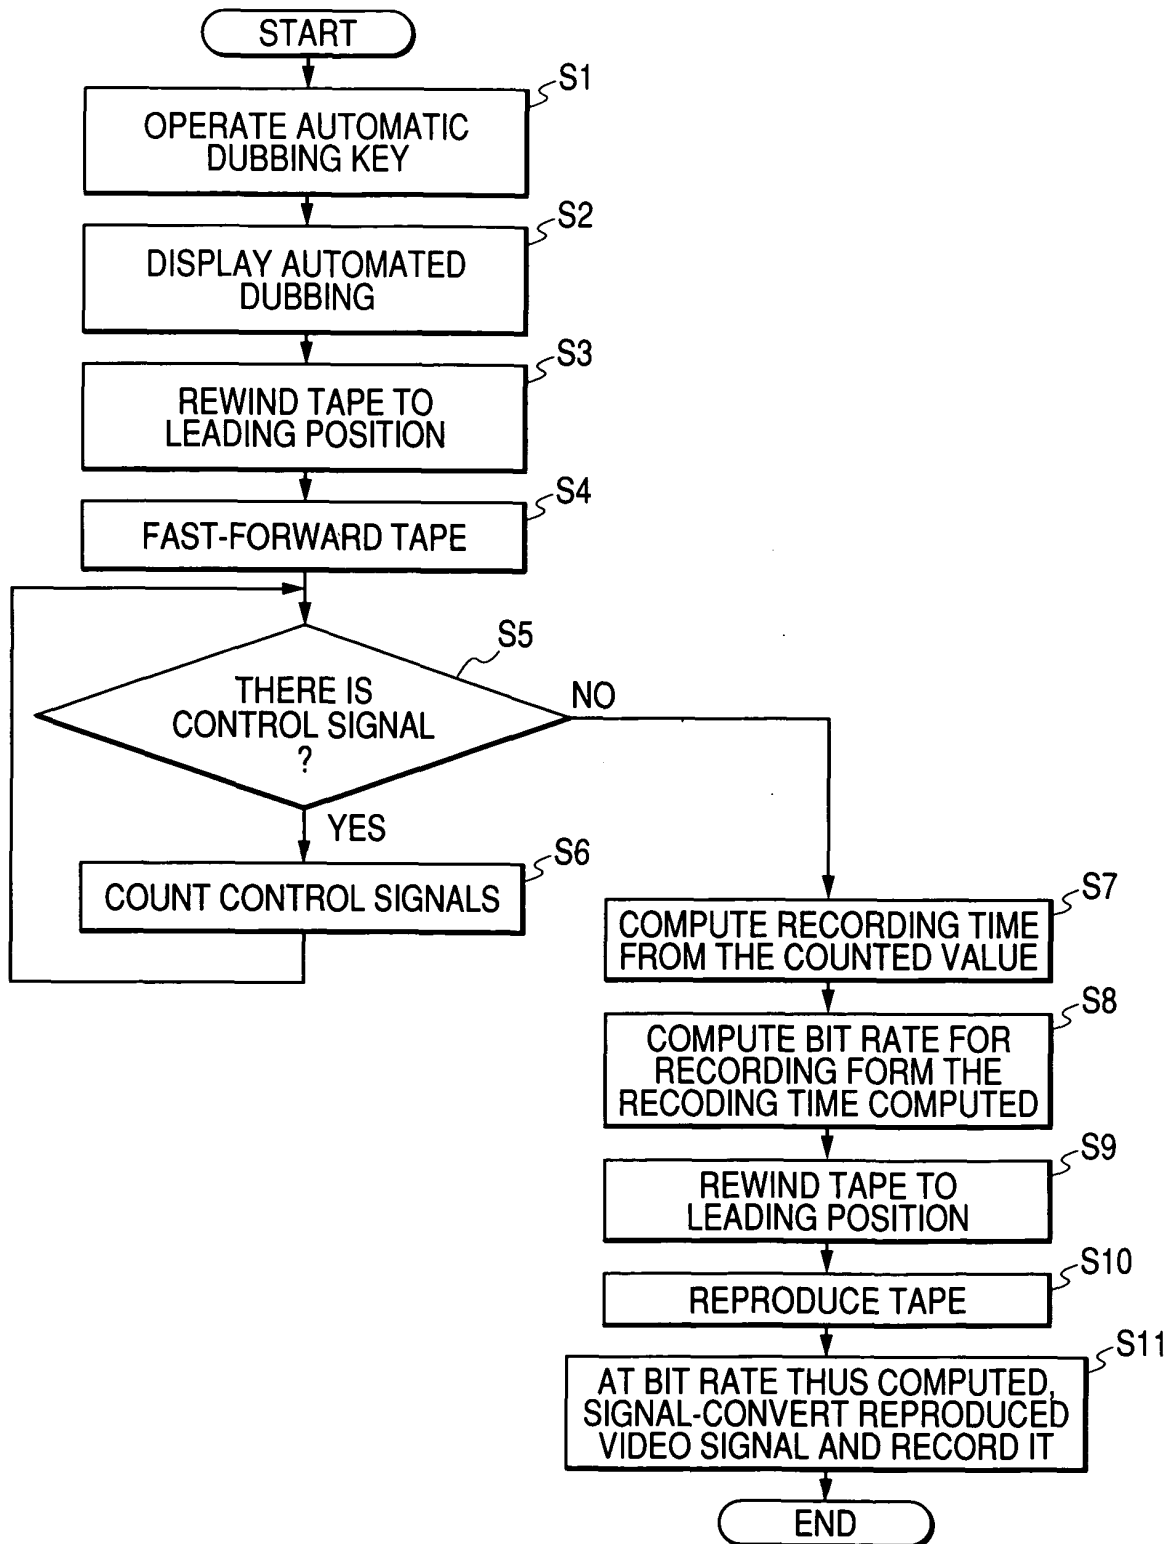 START
S1
OPERATE AUTOMATIC
DUBBING KEY
S2
DISPLAY AUTOMATED
DUBBING
S3
REWIND TAPE TO
LEADING POSITION
S4
FAST-FORWARD TAPE
S5
THERE IS
CONTROL SIGNAL
?
NO
YES
S6
COUNT CONTROL SIGNALS
S7
COMPUTE RECORDING TIME
FROM THE COUNTED VALUE
S8
COMPUTE BIT RATE FOR
RECORDING FORM THE
RECODING TIME COMPUTED
S9
REWIND TAPE TO
LEADING POSITION
S10
REPRODUCE TAPE
S11
AT BIT RATE THUS COMPUTED,
SIGNAL-CONVERT REPRODUCED
VIDEO SIGNAL AND RECORD IT
END